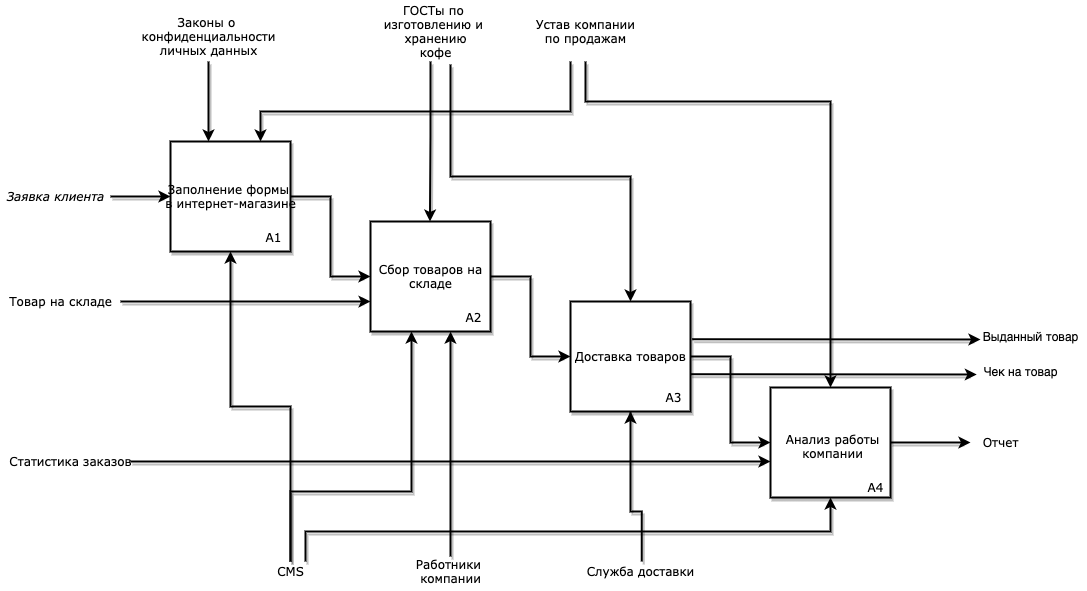 Законы о
конфиденциальности
личных данных
ГОСТы по
изготовлению и
хранению
кофе
Устав компании
по продажам
Заявка клиента
Заполнение формы
в интернет-магазине
A1
Товар на складе
Сбор товаров на
складе
A2
Доставка товаров
A3
Выданный товар
Чек на товар
Анализ работы
компании
A4
Отчет
Статистика заказов
CMS
Работники
компании
Служба доставки